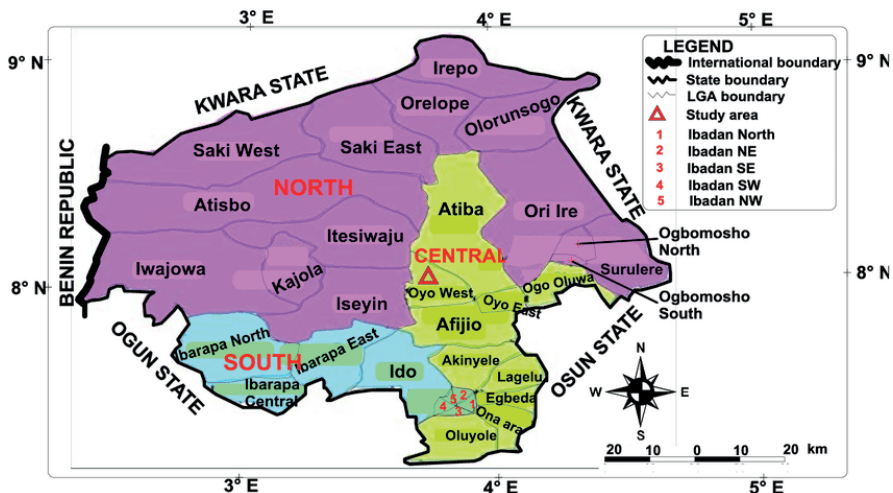 3° E
4° E
5° E
9° N
9° N
8° N
8° N
3° E
4° E
5° E
LEGEND
International boundary
State boundary
LGA boundary
Study area
1 Ibadan North
2 Ibadan NE
3 Ibadan SE
4 Ibadan SW
5 Ibadan NW
KWARA STATE
KWARA STATE
BENIN REPUBLIC
OGUN STATE
OSUN STATE
Irepo
Orelope
Olorunsogo
Saki West
Saki East
NORTH
Atisbo
Atiba
Ori Ire
Itesiwaju
CENTRAL
Ogbomosho
North
Iwajowa
Kajola
Surulere
Oyo West
Ogo Oluwa
Oyo East
Iseyin
Ogbomosho
South
Afijio
Ibarapa North
Ibarapa East
SOUTH
Ido
Akinyele
Ibarapa
Central
Lagelu
Egbeda
5 2
4 3 1
Ona ara
Oluyole
N
W E
S
20 10 0 10 20 km